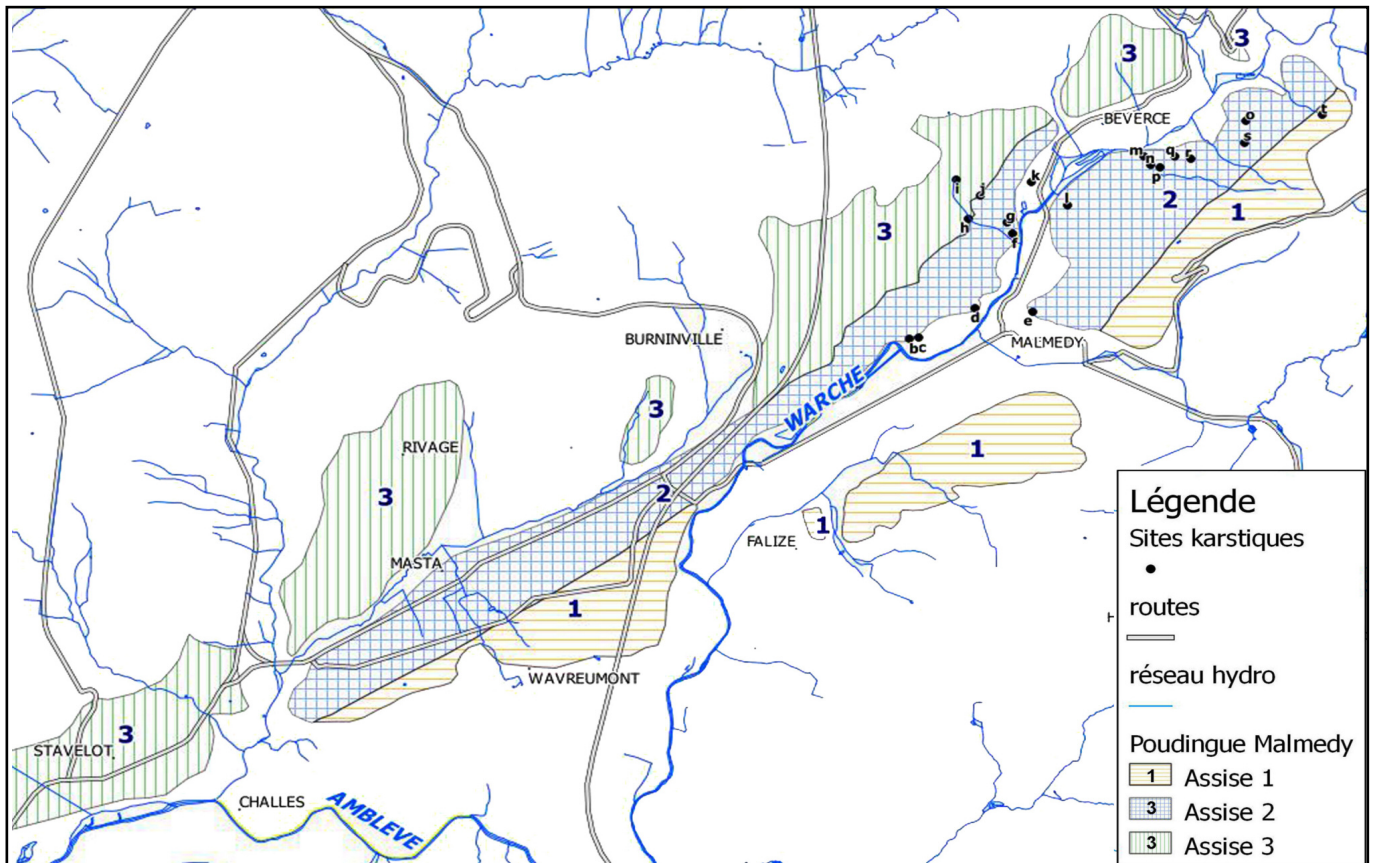 3
3
BEVERCE
o
t
s
m
n
q
r
p
i
j
k
l
2
1
h
g
f
3
d
e
BURNINVILLE
bc
MALMEDY
WARCHE
3
RIVAGE
1
3
2
1
FALIZE
MASTA
1
WAVREUMONT
3
STAVELOT
CHALLES
AMBLEVE
H
Légende
Sites karstiques
routes
réseau hydro
Poudingue Malmedy
1 Assise 1
3 Assise 2
3 Assise 3